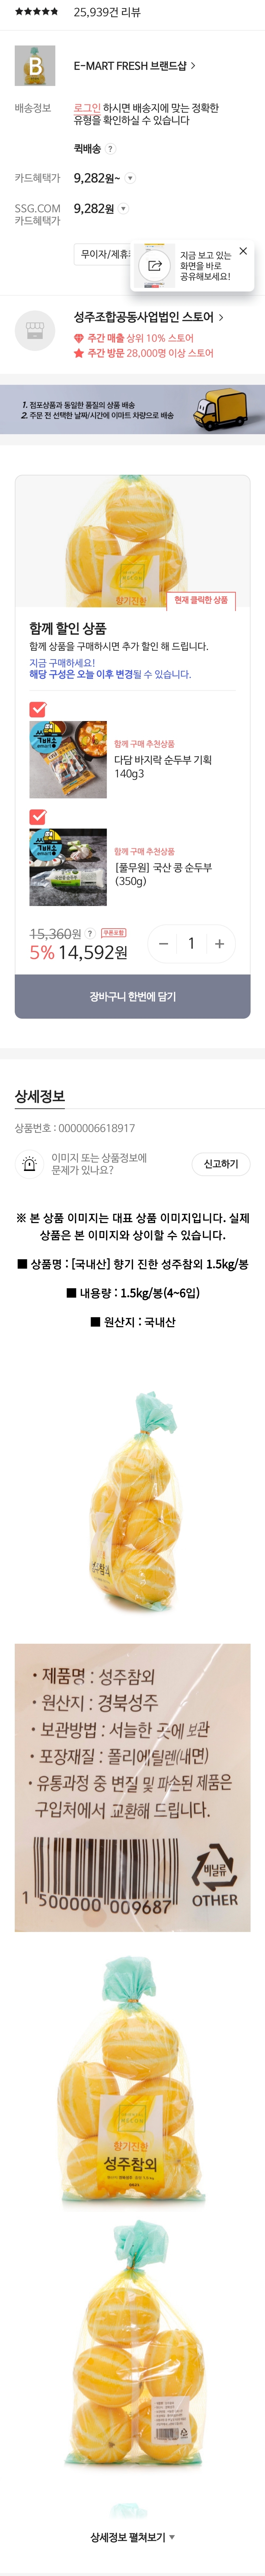 ★★★★★ 25,939건 리뷰
B
E-MART FRESH 브랜드샵 >
배송정보
로그인 하시면 배송지에 맞는 정확한
유형을 확인하실 수 있습니다
쿽배송 ?
카드혜택가
9,282원~
SSG.COM
카드혜택가
9,282원
무이자/제휴
지금 보고 있는
화면을 바로
공유해보세요!
성주조합공동사업법인 스토어 >
주간 매출 상위 10% 스토어
주간 방문 28,000명 이상 스토어
1. 점포상품과 동일한 품질의 상품 배송
2. 주문 전 선택한 날짜/시간에 이마트 차량으로 배송
향기진한
현재 클릭한 상품
함께 할인 상품
함께 상품을 구매하시면 추가 할인 해 드립니다.
지금 구매하세요!
해당 구성은 오늘 이후 변경될 수 있습니다.
쓱배송
emart
함께 구매 추천상품
다담 바지락 순두부 기획
140g3
쓱배송
emart
함께 구매 추천상품
[풀무원] 국산 콩 순두부
(350g)
15,360원 ? 쿠폰포함
5% 14,592원
1
장바구니 한번에 담기
상세정보
상품번호 : 0000006618917
이미지 또는 상품정보에
문제가 있나요?
신고하기
※ 본 상품 이미지는 대표 상품 이미지입니다. 실제
상품은 본 이미지와 상이할 수 있습니다.
■ 상품명 : [국내산] 향기 진한 성주참외 1.5kg/봉
■ 내용량 : 1.5kg/봉(4~6입)
■ 원산지 : 국내산
• 제품명 : 성주참외
• 원산지 : 경북성주
• 보관방법 : 서늘한 곳에 보관
• 포장재질 : 폴리에틸렌(내면)
• 유통과정 중 변질 및 파손된 제품은
구입처에서 교환해 드립니다.
비닐류
OTHER
1 500000 009687
향기진한
성주참외
상세정보 펼쳐보기